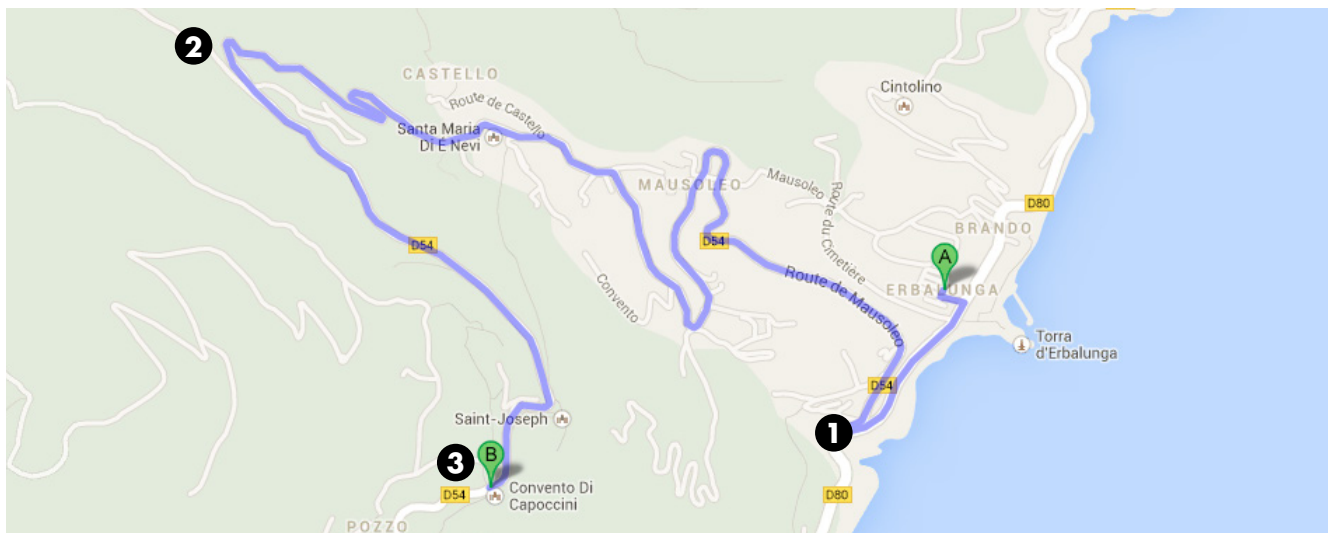 2
CASTELLO
Route de Castello
Cintolino
Santa Maria
Di E Nevi
MAUSOLEO
Mausoleo
Route du Cimetière
D80
BRANDO
D54
D54
A
ERBALUNGA
Convento
Route de Mausoleo
Torra
d'Erbalunga
D54
Saint-Joseph
1
3
B
D54
Convento Di
Capoccini
D80
POZZO